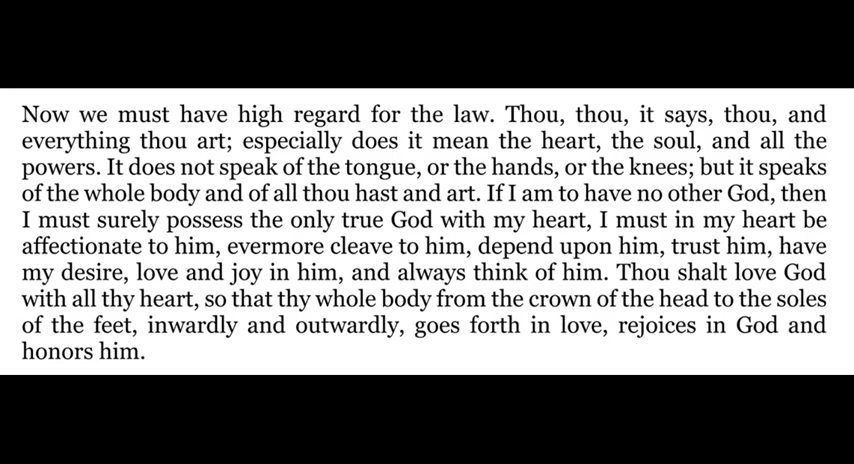 Now we must have high regard for the law. Thou, thou, it says, thou, and
everything thou art; especially does it mean the heart, the soul, and all the
powers. It does not speak of the tongue, or the hands, or the knees; but it speaks
of the whole body and of all thou hast and art. If I am to have no other God, then
I must surely possess the only true God with my heart, I must in my heart be
affectionate to him, evermore cleave to him, depend upon him, trust him, have
my desire, love and joy in him, and always think of him. Thou shalt love God
with all thy heart, so that thy whole body from the crown of the head to the soles
of the feet, inwardly and outwardly, goes forth in love, rejoices in God and
honors him.